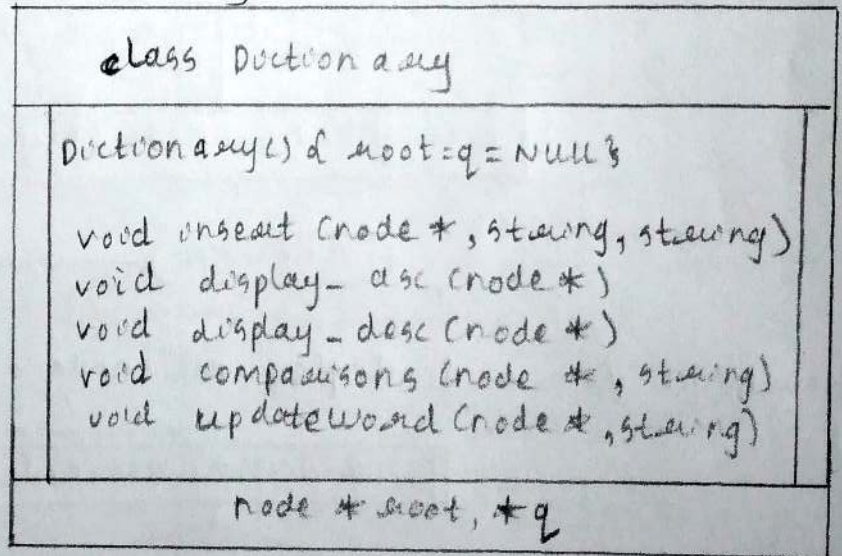 class Dictionary
Dictionary() { root=q=NULL}
void insert (node *, string, string)
void display_asc (node *)
void display_desc (node *)
void comparisons (node *, string)
void updateWord (node *, string)
node * root, *q